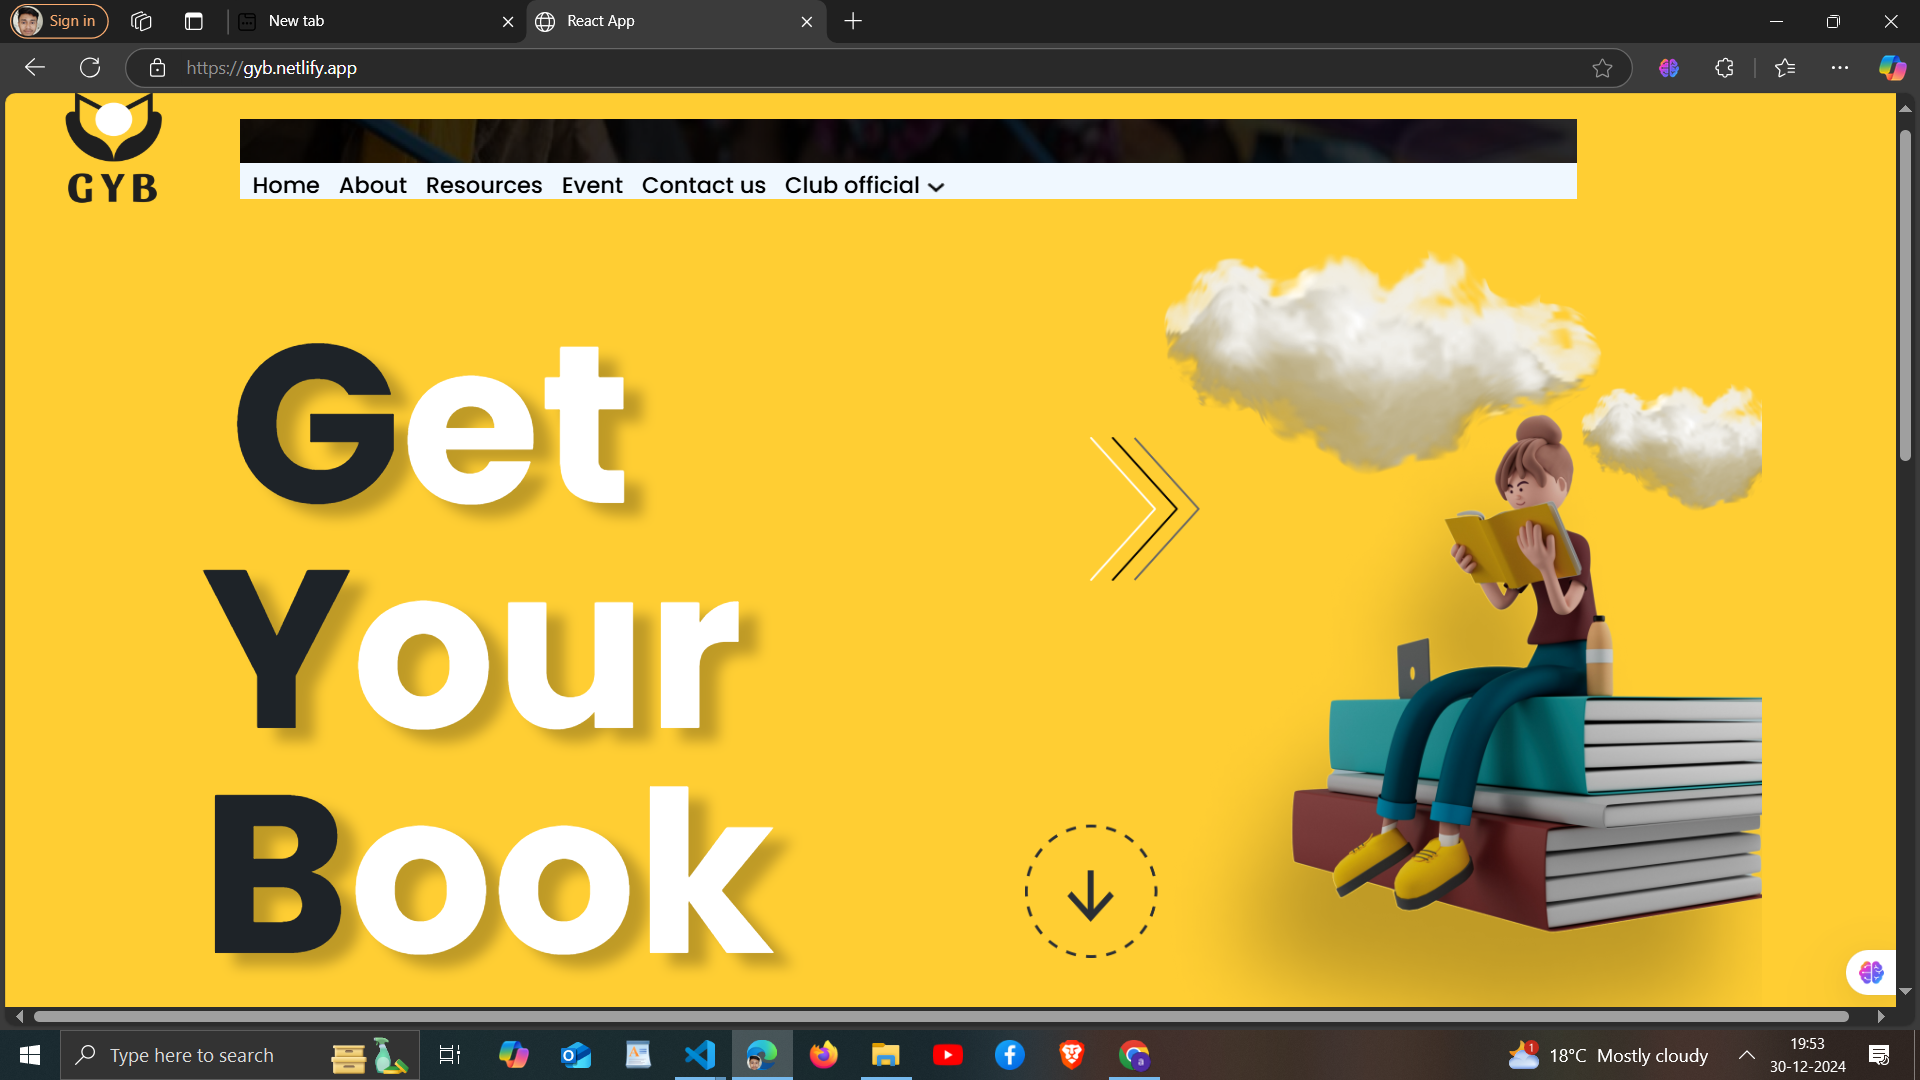 Sign in
New tab
React App
https://gyb.netlify.app
GYB
Home About Resources Event Contact us Club official
Get
Your
Book
Type here to search
1
18°C Mostly cloudy
19:53
30-12-2024
a